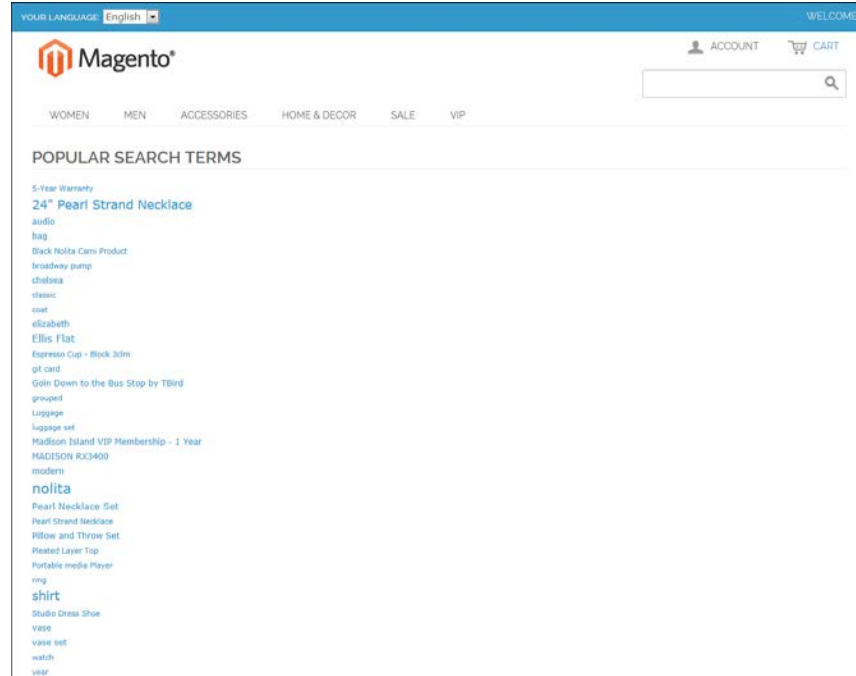 YOUR LANGUAGE: English WELCOME
Magento®
ACCOUNT CART
WOMEN MEN ACCESSORIES HOME & DECOR SALE VIP
POPULAR SEARCH TERMS
5-Year Warranty
24" Pearl Strand Necklace
audio
bag
Black Nolita Cami Product
broadway pump
chelsea
classic
coat
elizabeth
Ellis Flat
Espresso Cup - Block 3clm
git card
Goin Down to the Bus Stop by TBird
grouped
Luggage
luggage set
Madison Island VIP Membership - 1 Year
MADISON RX3400
modern
nolita
Pearl Necklace Set
Pearl Strand Necklace
Pillow and Throw Set
Pleated Layer Top
Portable media Player
ring
shirt
Studio Dress Shoe
vase
vase set
watch
year